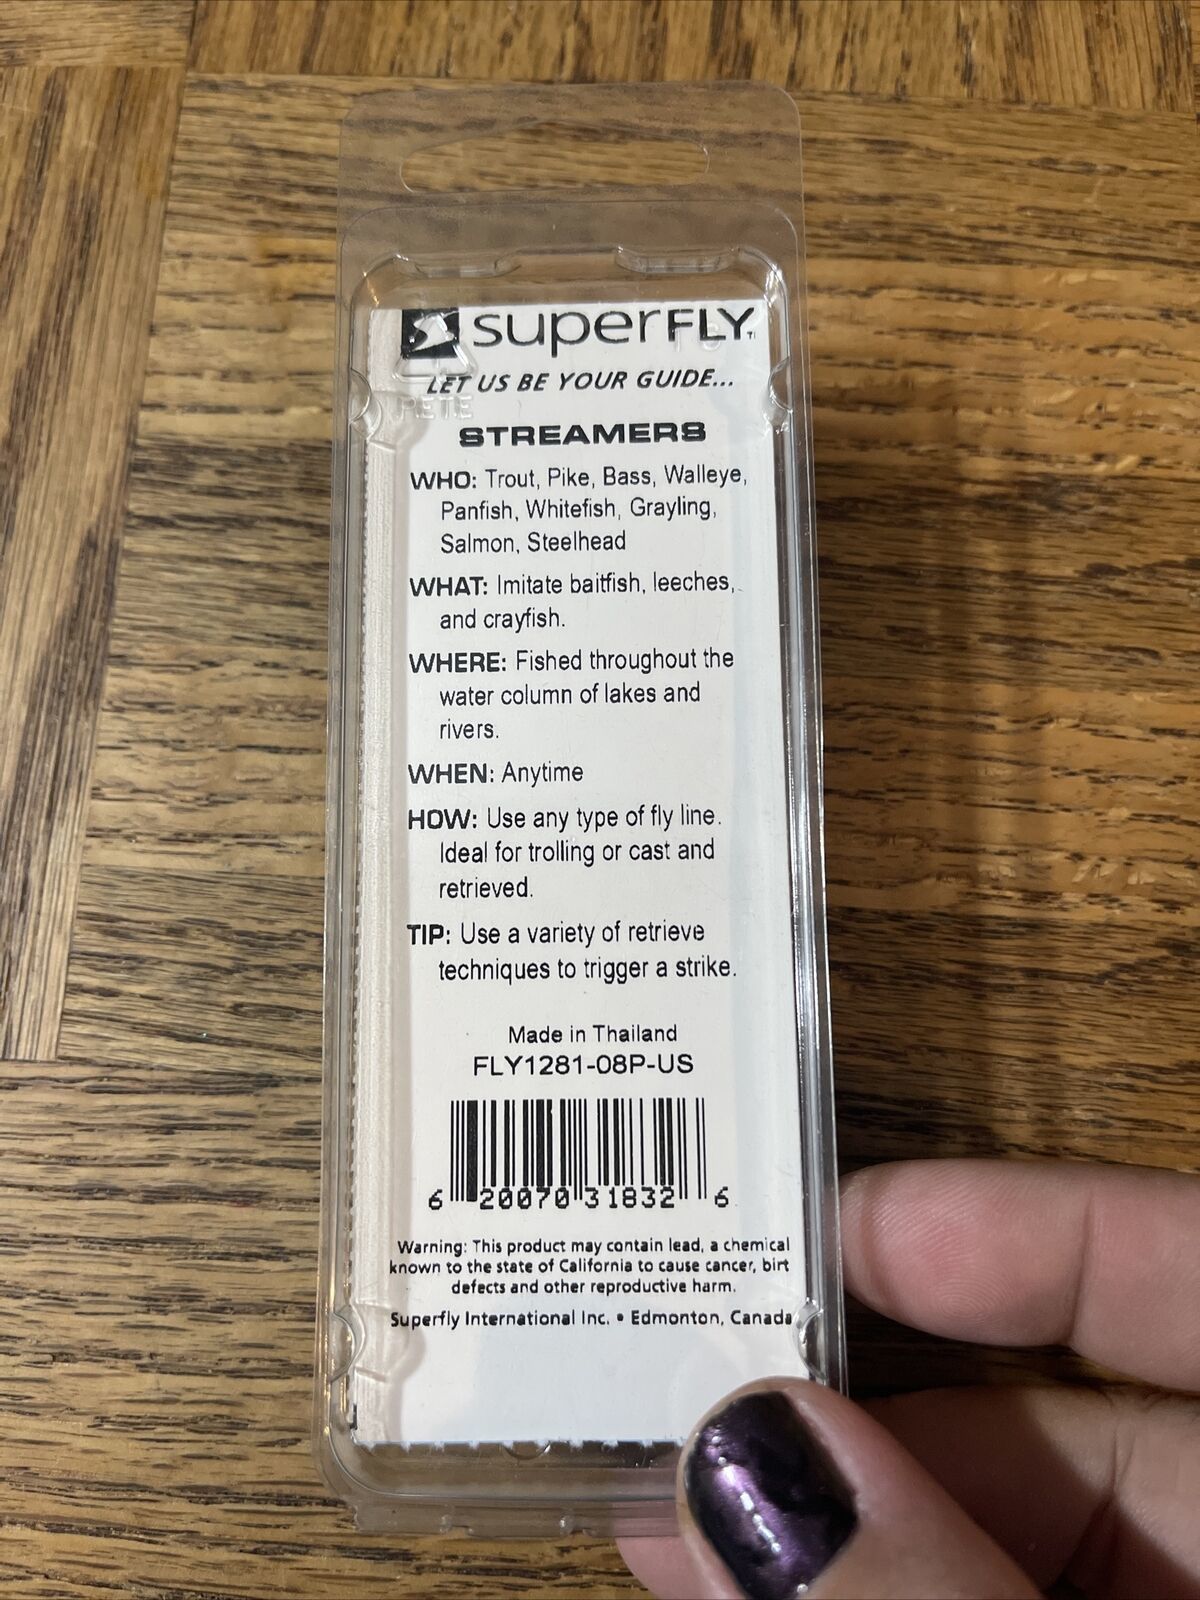 superFLY
LET US BE YOUR GUIDE...
PETE
STREAMERS
WHO: Trout, Pike, Bass, Walleye,
Panfish, Whitefish, Grayling,
Salmon, Steelhead
WHAT: Imitate baitfish, leeches,
and crayfish.
WHERE: Fished throughout the
water column of lakes and
rivers.
WHEN: Anytime
HOW: Use any type of fly line.
Ideal for trolling or cast and
retrieved.
TIP: Use a variety of retrieve
techniques to trigger a strike.
Made in Thailand
FLY1281-08P-US
6 20070 31832 6
Warning: This product may contain lead, a chemical
known to the state of California to cause cancer, birt
defects and other reproductive harm.
Superfly International Inc. • Edmonton, Canada